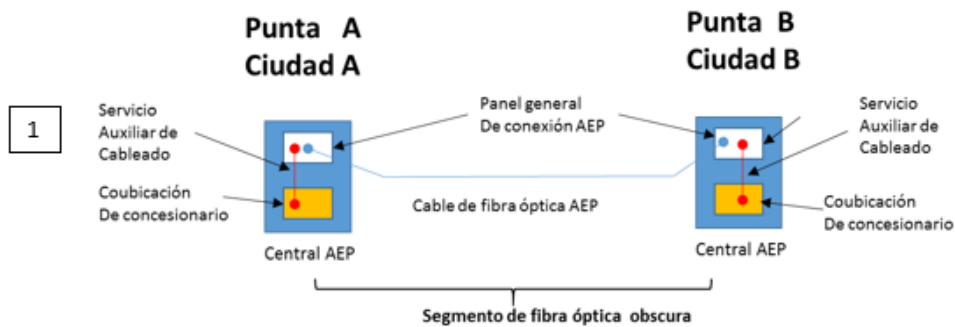 Punta A
Ciudad A
Punta B
Ciudad B
1
Servicio
Auxiliar de
Cableado
Panel general
De conexión AEP
Servicio
Auxiliar de
Cableado
Coubicación
De concesionario
Cable de fibra óptica AEP
Coubicación
De concesionario
Central AEP
Central AEP
Segmento de fibra óptica obscura